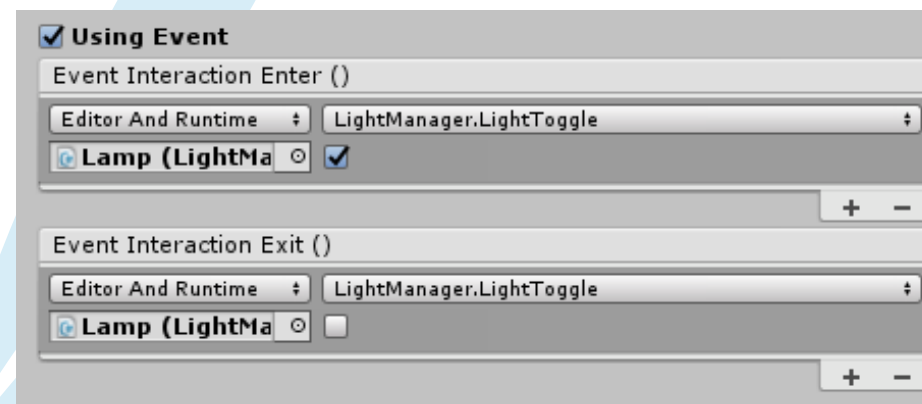 Using Event
Event Interaction Enter ()
Editor And Runtime LightManager.LightToggle
Lamp (LightMa
Event Interaction Exit ()
Editor And Runtime LightManager.LightToggle
Lamp (LightMa